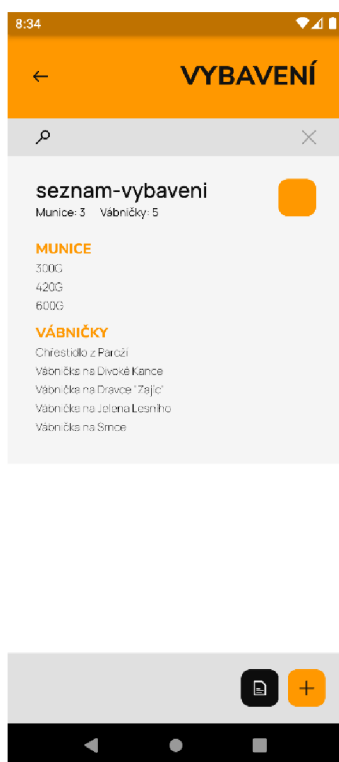 8:34
VYBAVENÍ
seznam-vybaveni
Munice: 3 Vábničky: 5
MUNICE
300G
420G
600G
VÁBNIČKY
Chřestidlo z Paroží
Vábnička na Divoké Kance
Vábnička na Dravce "Zajíc"
Vábnička na Jelena Lesního
Vábnička na Srnce